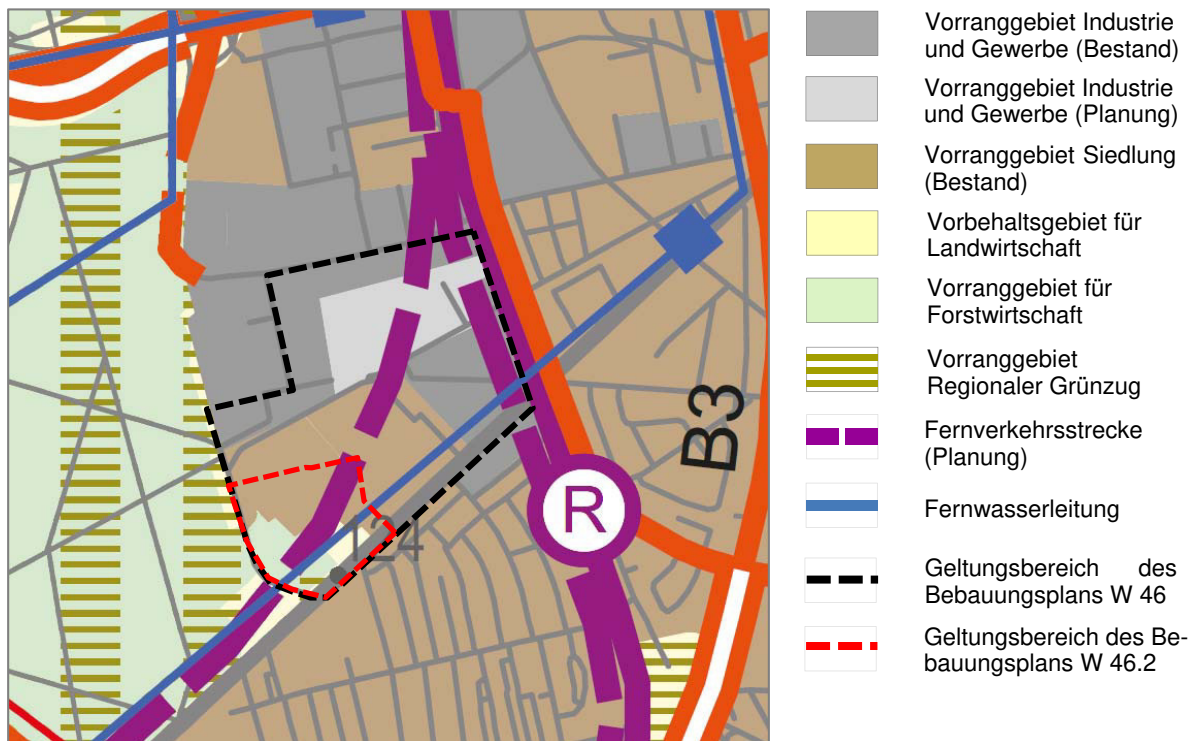 Vorranggebiet Industrie
und Gewerbe (Bestand)
Vorranggebiet Industrie
und Gewerbe (Planung)
Vorranggebiet Siedlung
(Bestand)
Vorbehaltsgebiet für
Landwirtschaft
Vorranggebiet für
Forstwirtschaft
Vorranggebiet
Regionaler Grünzug
Fernverkehrsstrecke
(Planung)
Fernwasserleitung
Geltungsbereich des
Bebauungsplans W 46
Geltungsbereich des Be-
bauungsplans W 46.2
B3
R
124